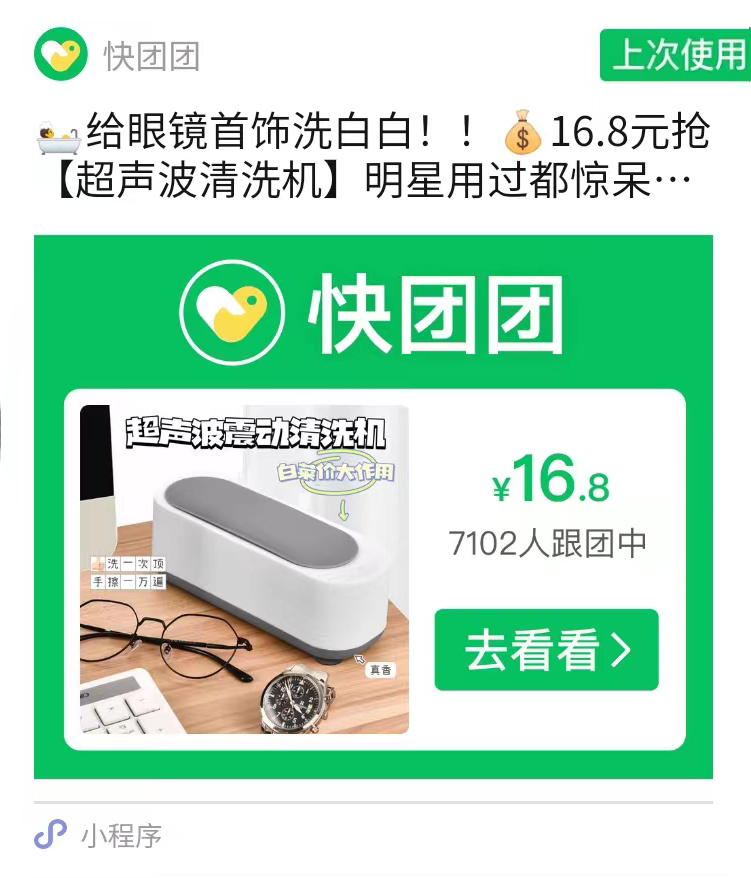 快团团
上次使用
🛀给眼镜首饰洗白白！！💰16.8元抢
【超声波清洗机】明星用过都惊呆…
快团团
超声波震动清洗机
白菜价大作用
洗一次顶
手擦一万遍
真香
¥16.8
7102人跟团中
去看看>
小程序